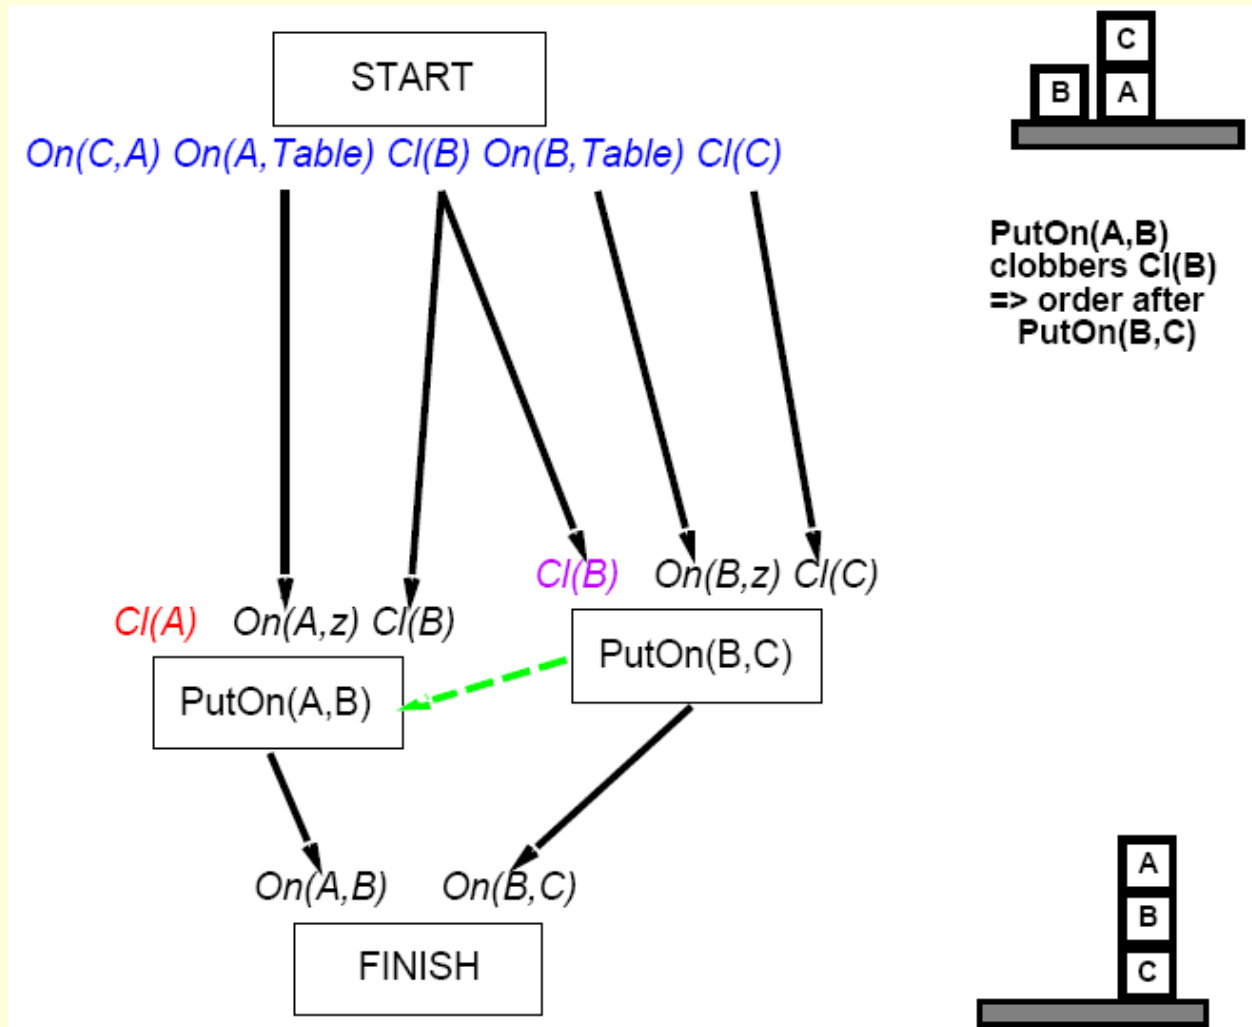 START
On(C,A) On(A,Table) Cl(B) On(B,Table) Cl(C)
C
B A
PutOn(A,B)
clobbers Cl(B)
=> order after
PutOn(B,C)
Cl(B) On(B,z) Cl(C)
Cl(A) On(A,z) Cl(B)
PutOn(B,C)
PutOn(A,B)
On(A,B) On(B,C)
FINISH
A
B
C